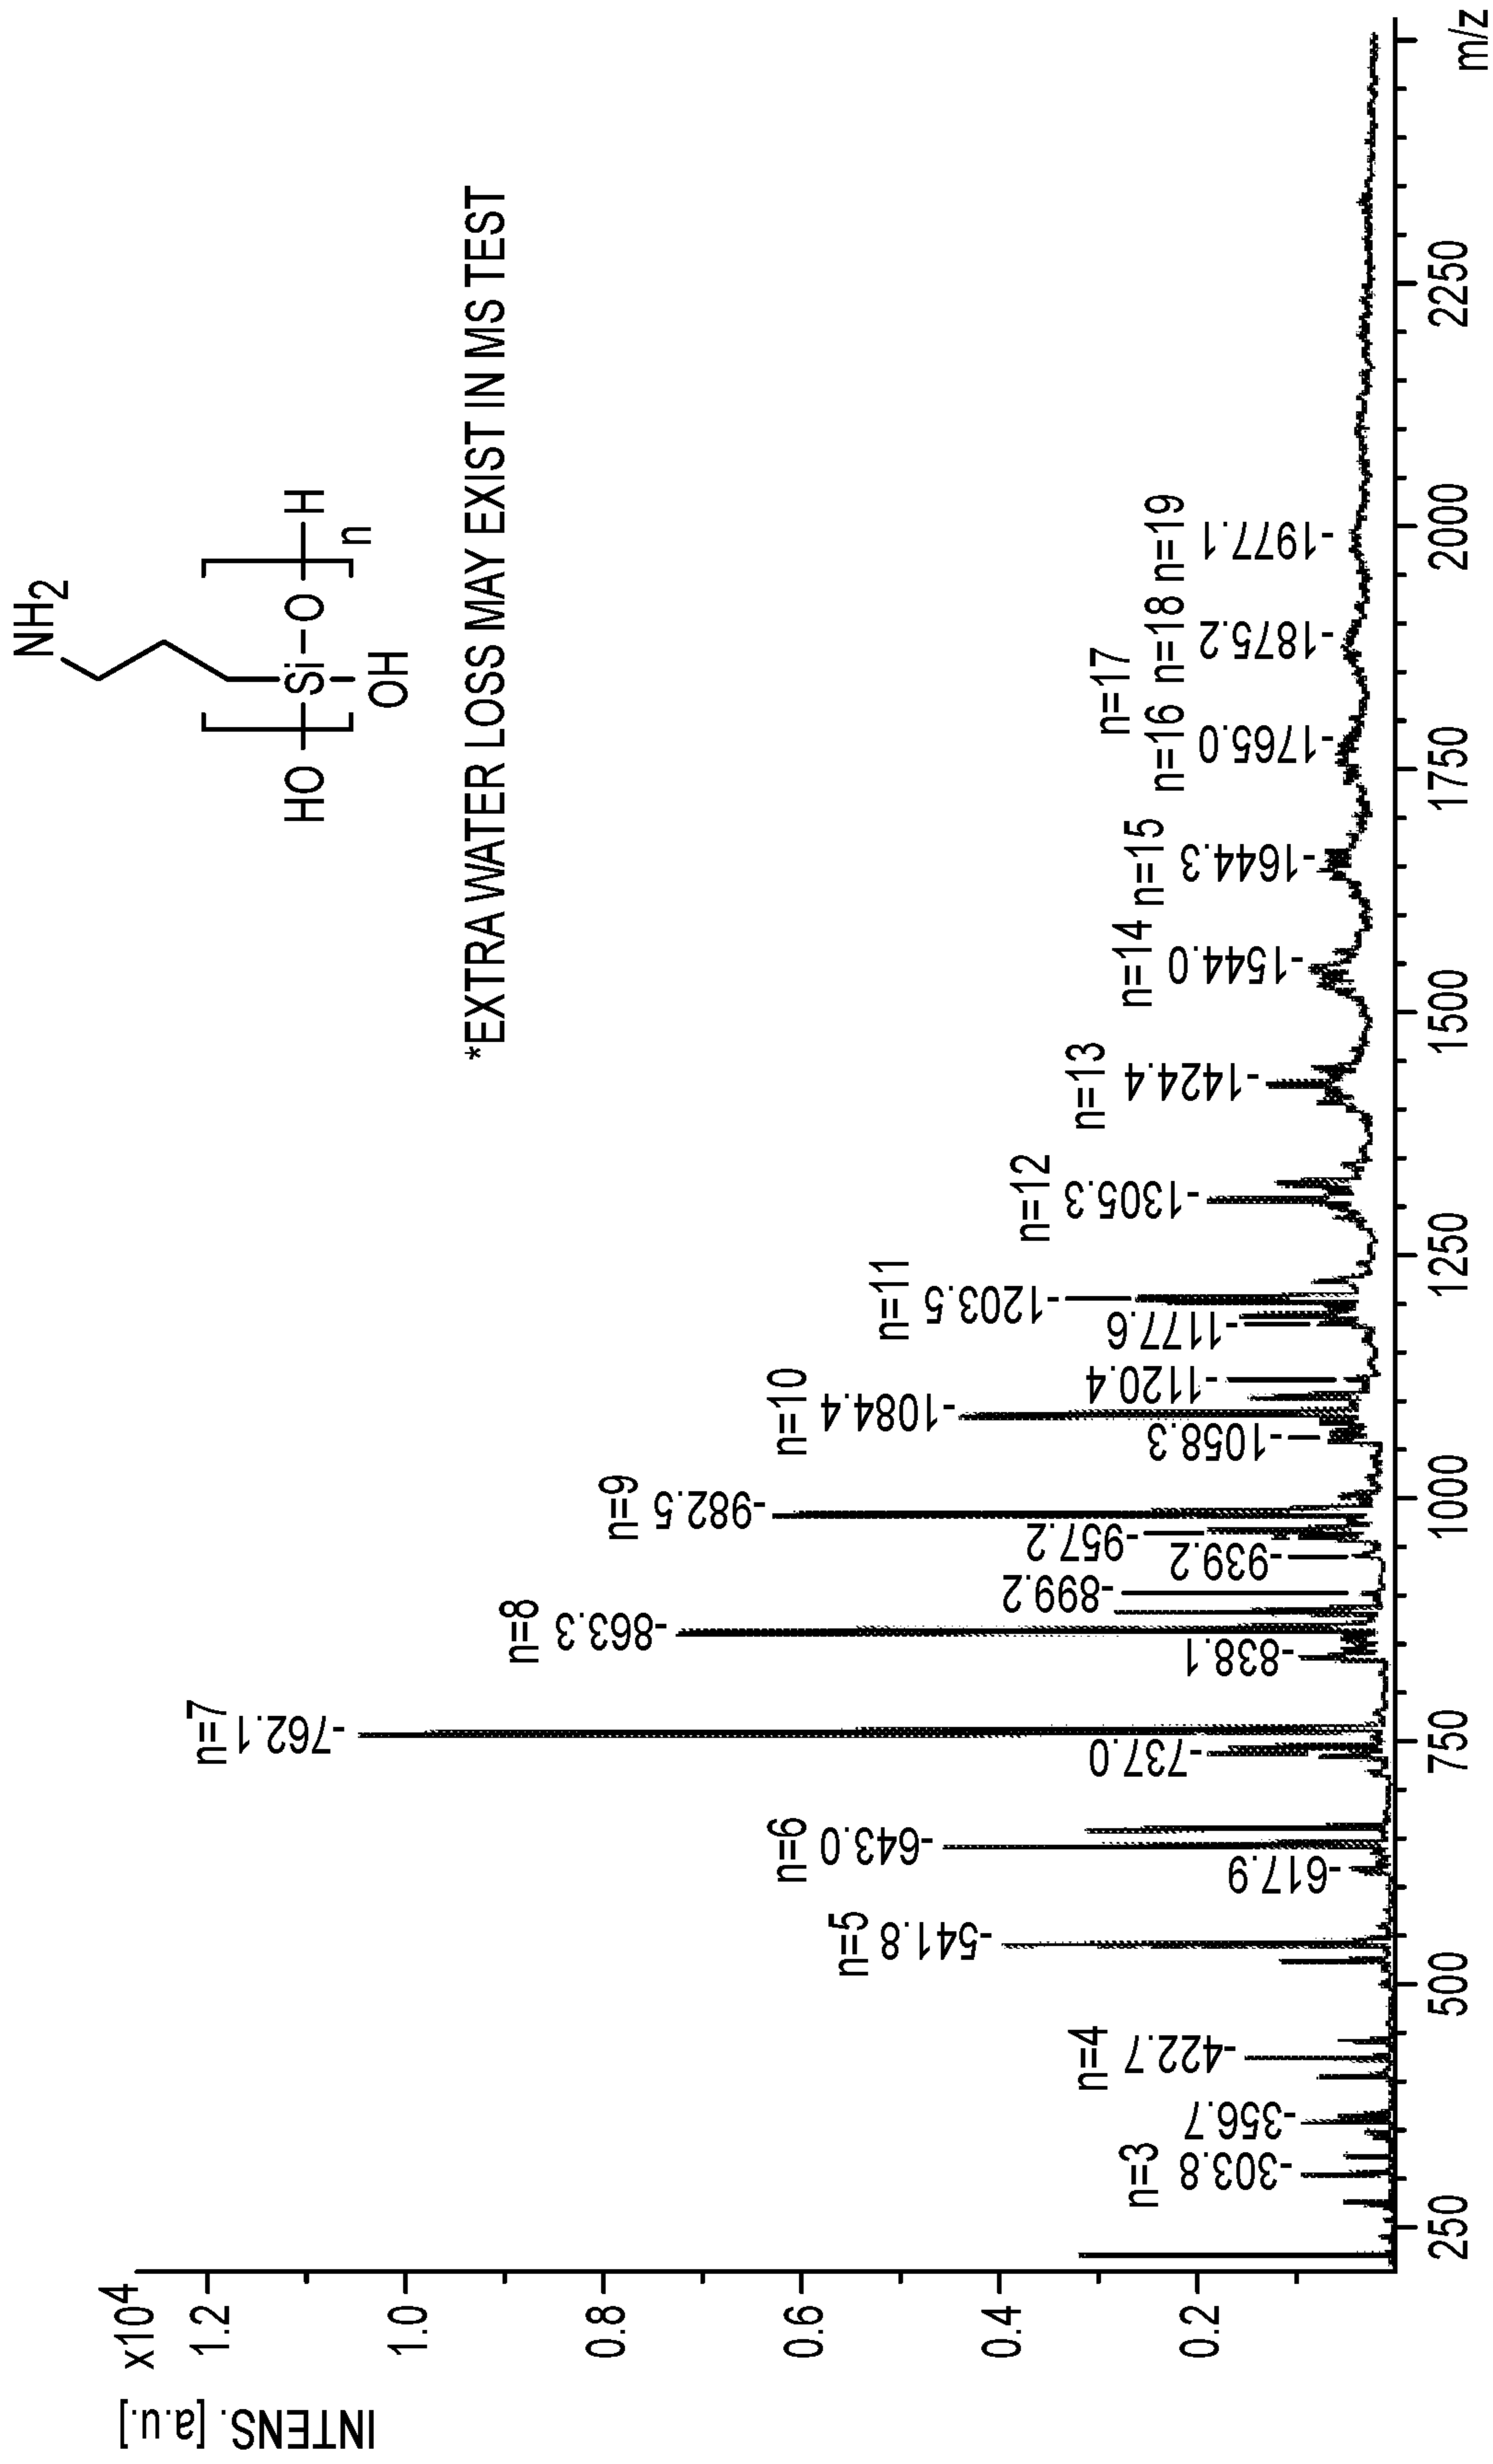 INTENS. [a.u.]
x10⁴
1.2
1.0
0.8
0.6
0.4
0.2
NH₂
HO
Si
O
H
n
OH
*EXTRA WATER LOSS MAY EXIST IN MS TEST
n=3
-303.8
-356.7
n=4
-422.7
n=5
-541.8
n=6
-643.0
-617.9
n=7
-762.1
-737.0
n=8
-863.3
-838.1
-899.2
n=9
-982.5
-957.2
-939.2
n=10
-1084.4
-1058.3
-1120.4
n=11
-1203.5
-1177.6
n=12
-1305.3
n=13
-1424.4
n=14
-1544.0
n=15
-1644.3
n=17
n=16 n=18 n=19
-1765.0
-1875.2
-1977.1
250
500
750
1000
1250
1500
1750
2000
2250
m/z